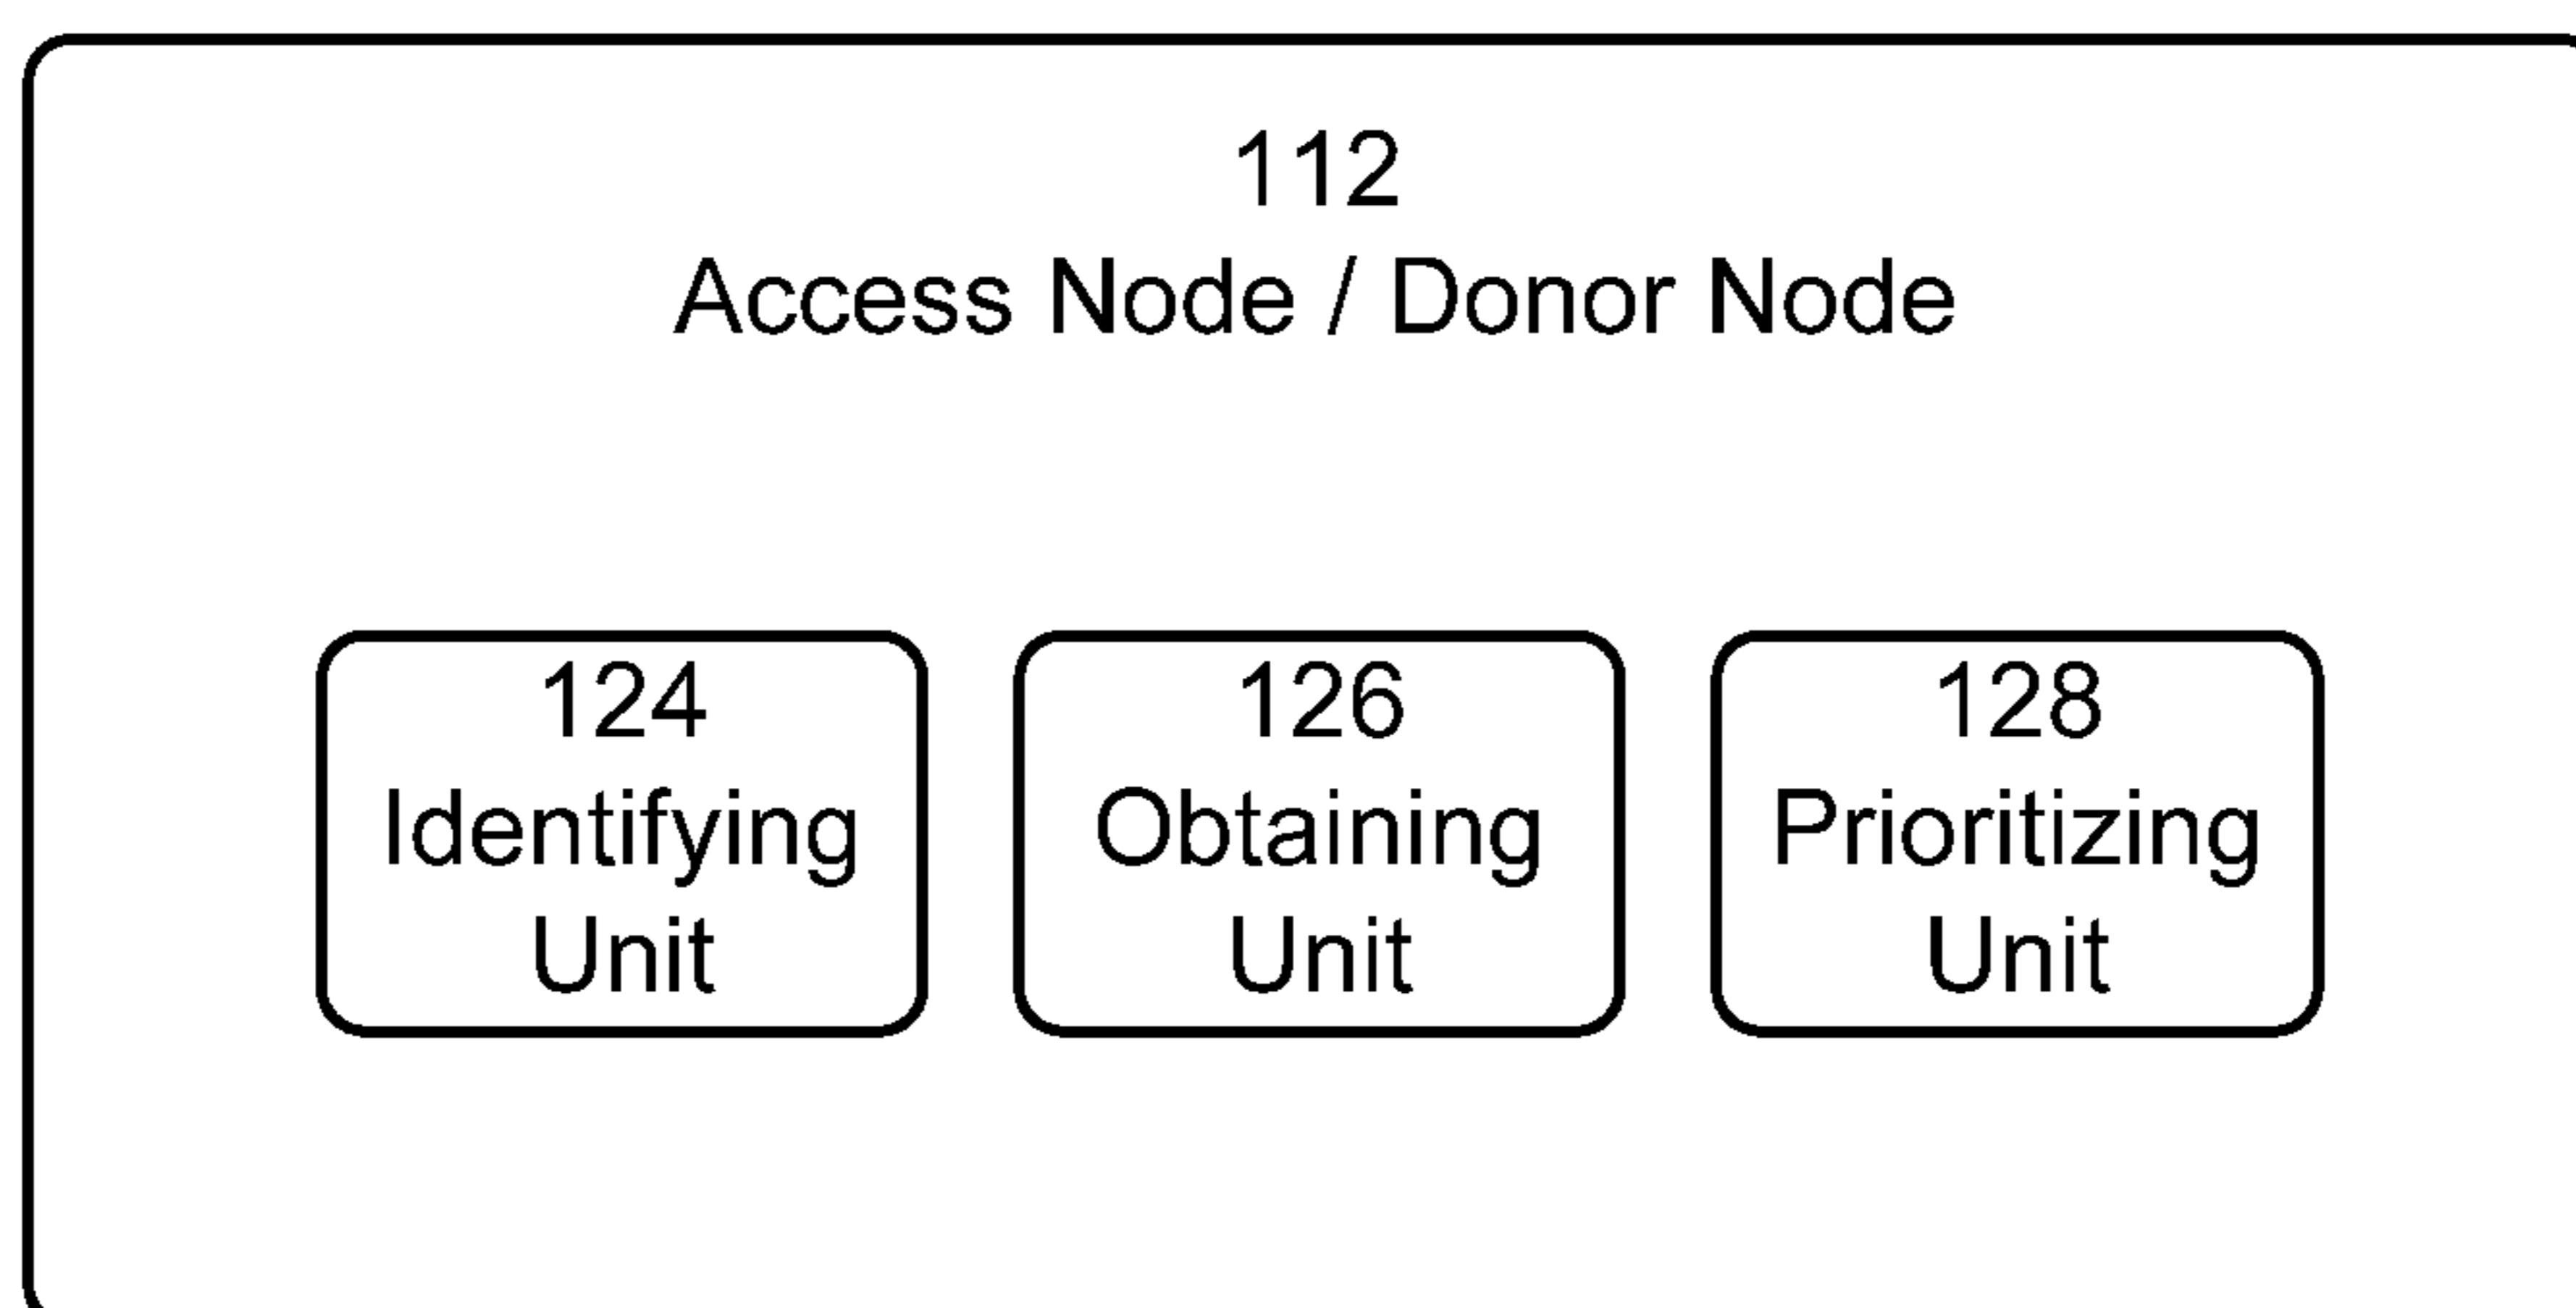 112
Access Node / Donor Node
124
Identifying
Unit
126
Obtaining
Unit
128
Prioritizing
Unit